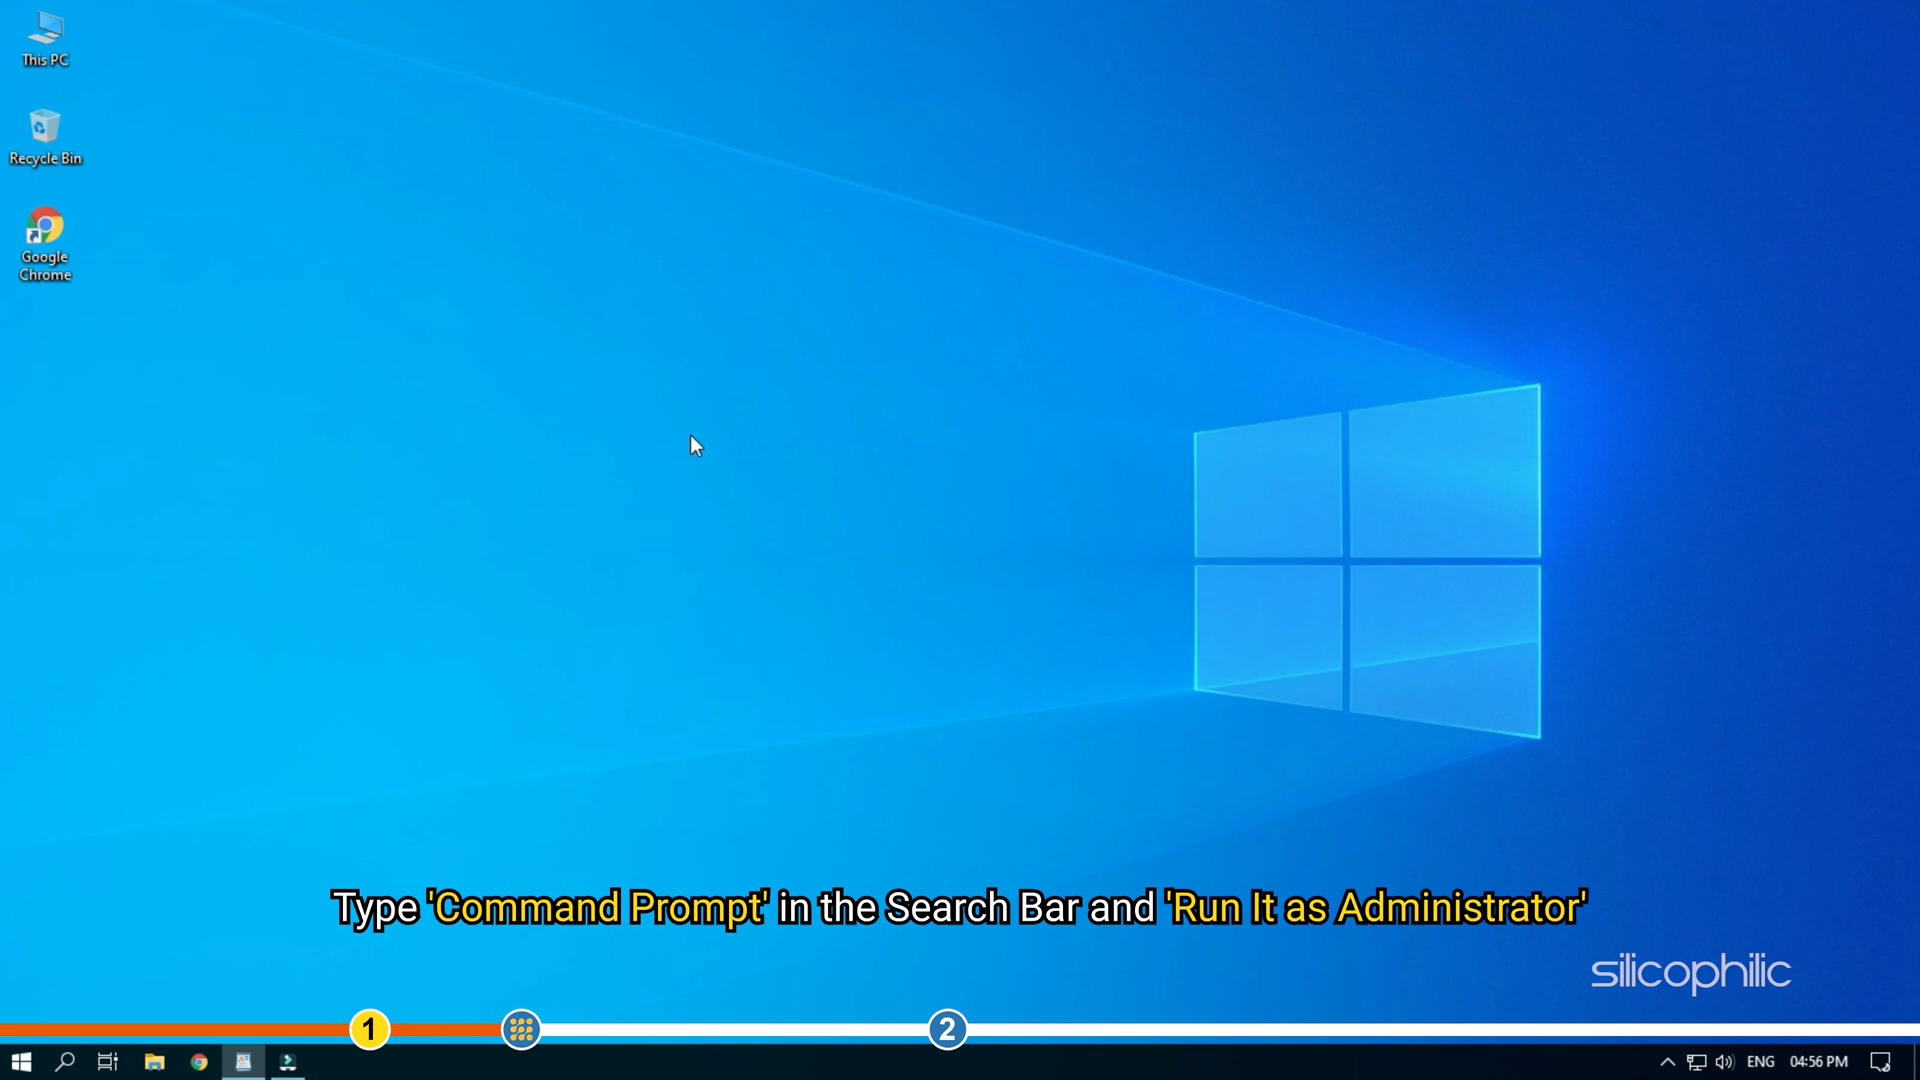 This PC
Recycle Bin
Google
Chrome
Type 'Command Prompt' in the Search Bar and 'Run It as Administrator'
silicophilic
1
2
ENG
04:56 PM